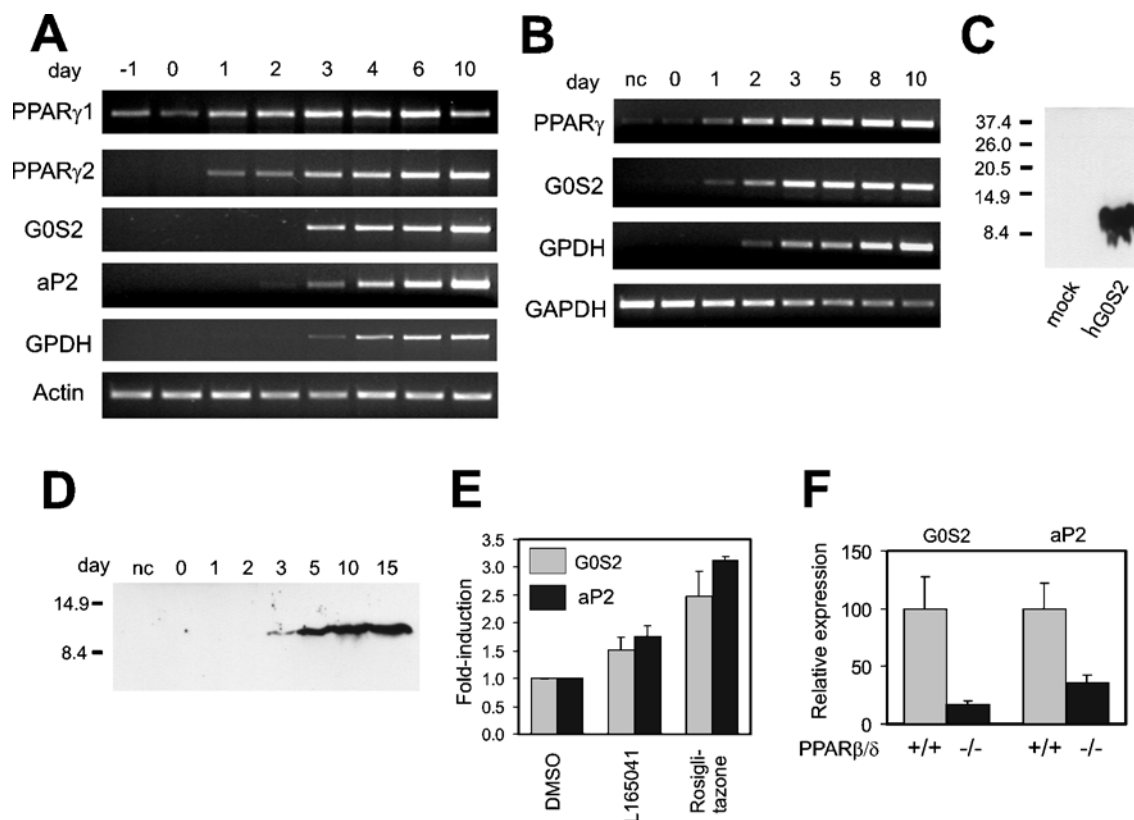 A
day -1 0 1 2 3 4 6 10
PPARγ1
PPARγ2
G0S2
aP2
GPDH
Actin
B
day nc 0 1 2 3 5 8 10
PPARγ
G0S2
GPDH
GAPDH
C
37.4
26.0
20.5
14.9
8.4
mock
hG0S2
D
day nc 0 1 2 3 5 10 15
14.9
8.4
E
Fold-induction
3.5
3.0
2.5
2.0
1.5
1.0
0.5
0.0
G0S2
aP2
DMSO
L165041
Rosigli-
tazone
F
G0S2 aP2
Relative expression
150
100
50
0
PPARβ/δ +/+ -/- +/+ -/-